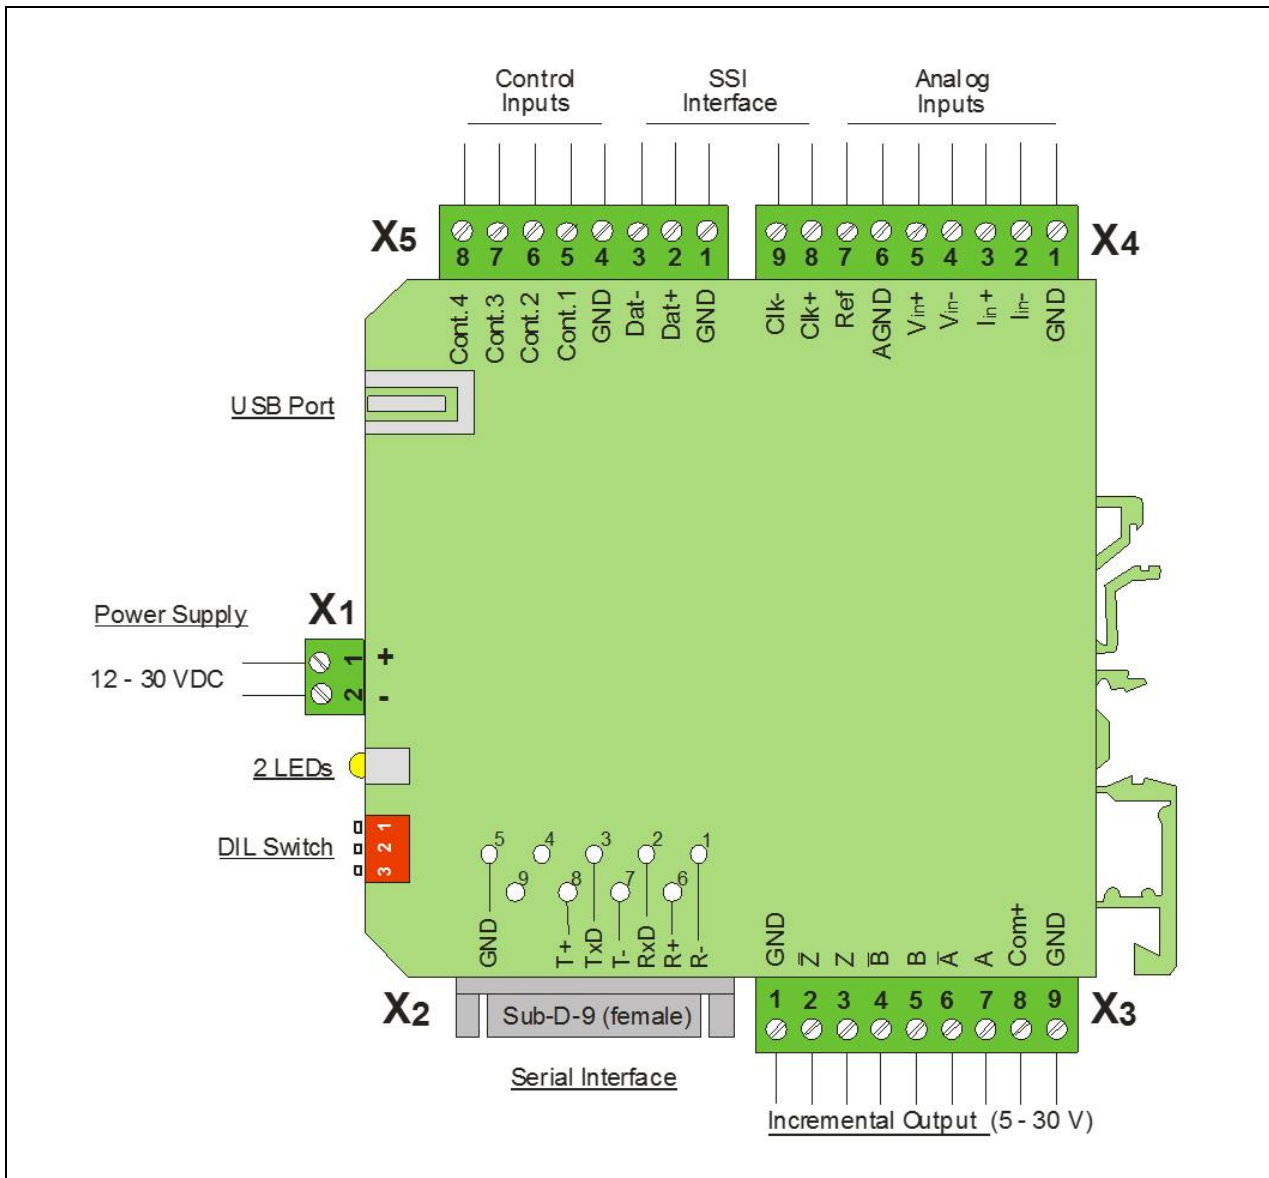 Control
Inputs
SSI
Interface
Analog
Inputs
X5
8 7 6 5 4 3 2 1
9 8 7 6 5 4 3 2 1
X4
Cont.4
Cont.3
Cont.2
Cont.1
GND
Dat-
Dat+
GND
Clk-
Clk+
Ref
AGND
Vin+
Vin-
Iin+
Iin-
GND
USB Port
Power Supply
X1
12 - 30 VDC
1 +
2 -
2 LEDs
DIL Switch
1
2
3
5 4 3 2 1
9 8 7 6
GND
T+
TxD
T-
RxD
R+
R-
GND
Z̅
Z
B̅
B
A̅
A
Com+
GND
X2
Sub-D-9 (female)
1 2 3 4 5 6 7 8 9
X3
Serial Interface
Incremental Output (5 - 30 V)